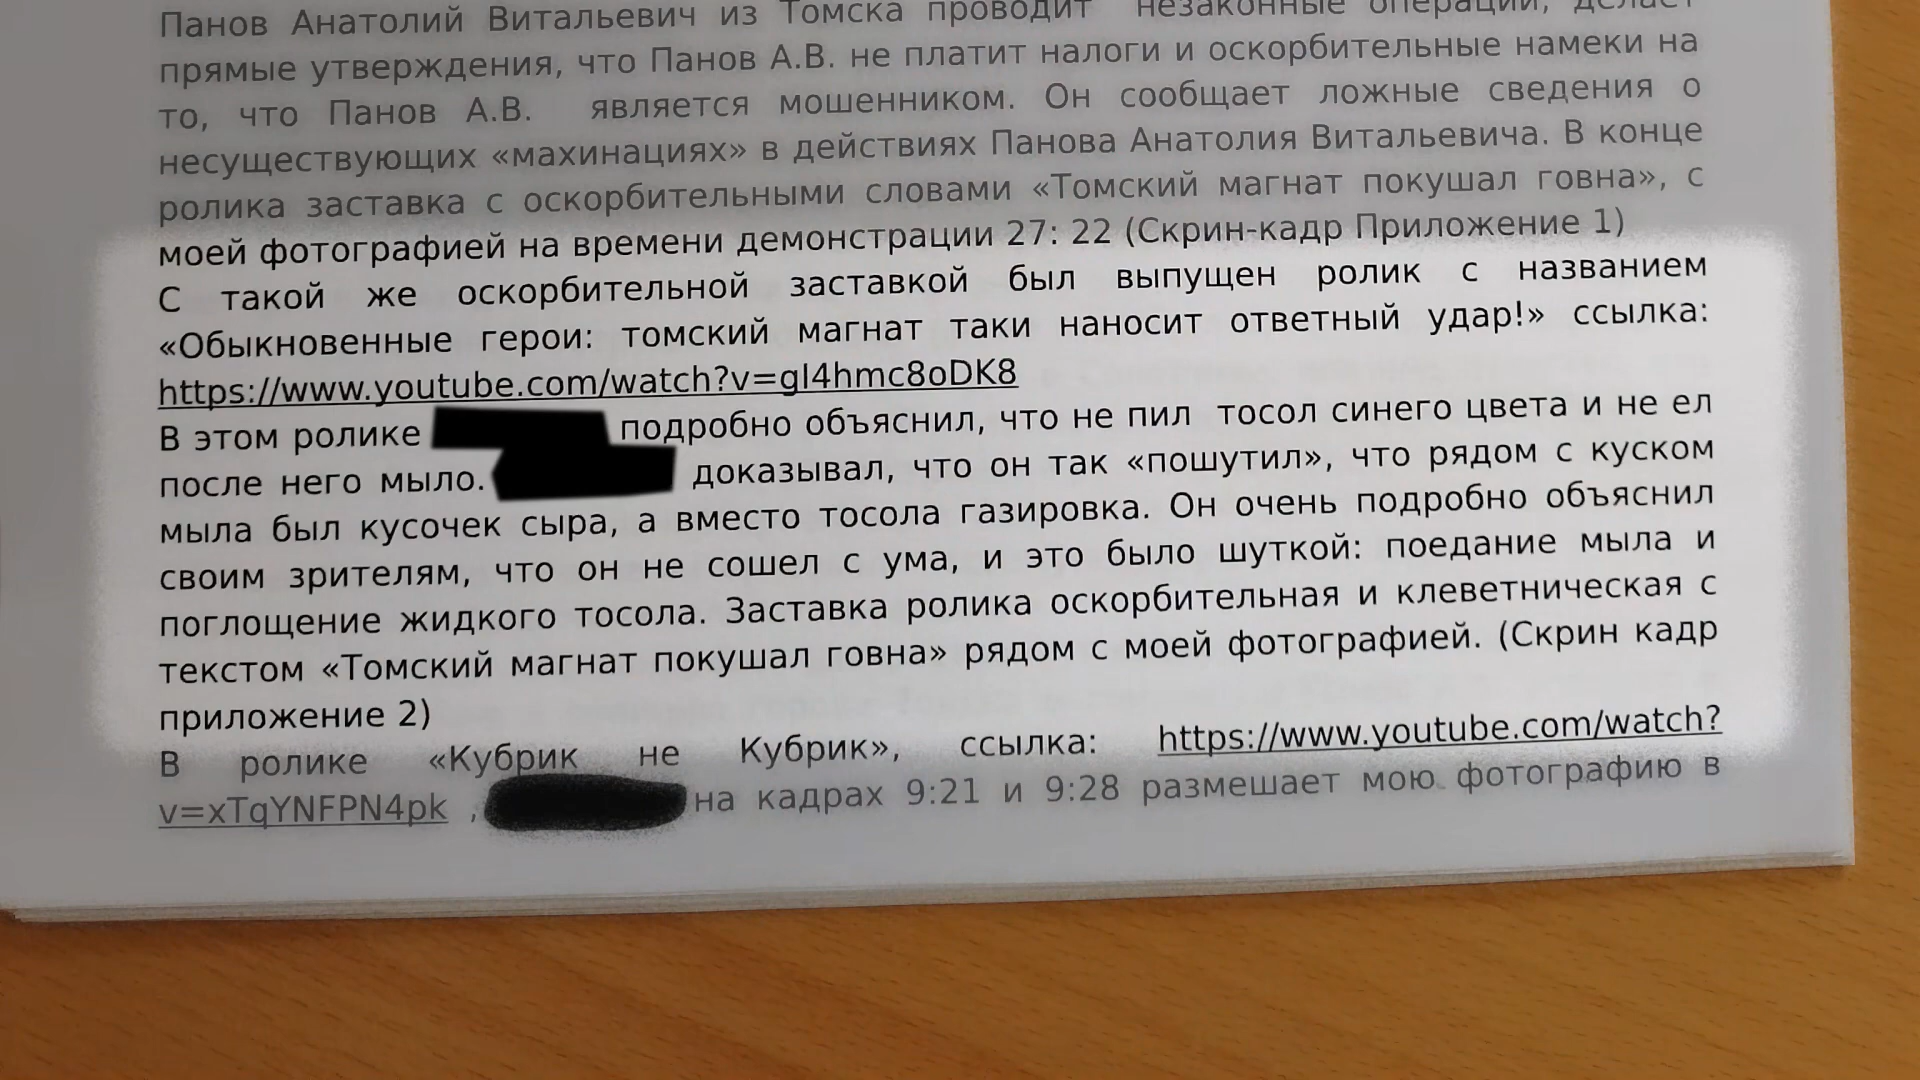 Панов Анатолий Витальевич из Томска проводит незаконные операции, делает
прямые утверждения, что Панов А.В. не платит налоги и оскорбительные намеки на
то, что Панов А.В. является мошенником. Он сообщает ложные сведения о
несуществующих «махинациях» в действиях Панова Анатолия Витальевича. В конце
ролика заставка с оскорбительными словами «Томский магнат покушал говна», с
моей фотографией на времени демонстрации 27: 22 (Скрин-кадр Приложение 1)
С такой же оскорбительной заставкой был выпущен ролик с названием
«Обыкновенные герои: томский магнат таки наносит ответный удар!» ссылка:
https://www.youtube.com/watch?v=gl4hmc8oDK8
В этом ролике подробно объяснил, что не пил тосол синего цвета и не ел
после него мыло. доказывал, что он так «пошутил», что рядом с куском
мыла был кусочек сыра, а вместо тосола газировка. Он очень подробно объяснил
своим зрителям, что он не сошел с ума, и это было шуткой: поедание мыла и
поглощение жидкого тосола. Заставка ролика оскорбительная и клеветническая с
текстом «Томский магнат покушал говна» рядом с моей фотографией. (Скрин кадр
приложение 2)
В ролике «Кубрик не Кубрик», ссылка: https://www.youtube.com/watch?
v=xTqYNFPN4pk , на кадрах 9:21 и 9:28 размешает мою фотографию в